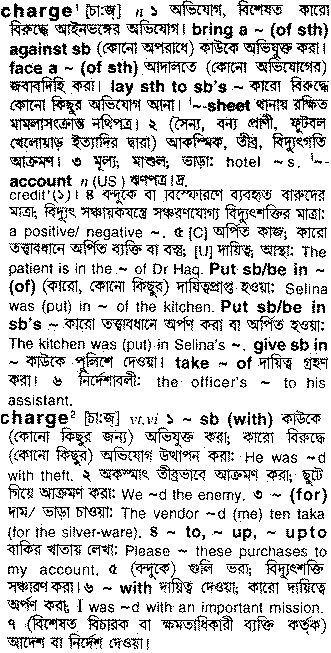 charge¹ [চা:জ্] n ১ অভিযোগ, বিশেষত কারো
বিরুদ্ধে আইনভঙ্গের অভিযোগ। bring a ~ (of sth)
against sb (কোনো অপরাধে) কাউকে অভিযুক্ত করা।
face a ~ (of sth) আদালতে (কোনো অভিযোগের)
জবাবদিহি করা। lay sth to sb's ~ কারো বিরুদ্ধে
কোনো কিছুর অভিযোগ আনা। '~-sheet থানায় রক্ষিত
মামলাসংক্রান্ত নথিপত্র। ২ (সৈন্য, বন্য প্রাণী, ফুটবল
খেলোয়াড় ইত্যাদির দ্বারা) আকস্মিক, তীব্র, বিদ্যুৎগতি
আক্রমণ। ৩ মূল্য, মাশুল, ভাড়া: hotel ~ s. '~-
account n (US) ঋণপত্র। দ্র.
credit¹(১)। ৪ বন্দুকে বা বিস্ফোরণে ব্যবহৃত বারুদের
মাত্রা; বিদ্যুৎ সঞ্চায়কযন্ত্রে সঞ্চরণযোগ্য বিদ্যুৎশক্তির মাত্রা:
a positive/ negative ~. ৫ [C] অর্পিত কাজ; কারো
তত্ত্বাবধানে অর্পিত ব্যক্তি বা বস্তু; [U] দায়িত্ব, আস্থা: The
patient is in the ~ of Dr Haq. Put sb/be in ~
(of) (কারো, কোনো কিছুর) দায়িত্বপ্রাপ্ত হওয়া: Selina
was (put) in ~ of the kitchen. Put sb/be in
sb's ~ কারো তত্ত্বাবধানে অর্পণ করা বা অর্পিত হওয়া:
The kitchen was (put) in Selina's ~. give sb in
~ কাউকে পুলিশে দেওয়া। take ~ of দায়িত্ব গ্রহণ
করা। ৬ নির্দেশাবলী: the officer's ~ to his
assistant.
charge² [চা:জ্] vt,vi ১ ~ sb (with) কাউকে
(কোনো কিছুর জন্য) অভিযুক্ত করা; কারো বিরুদ্ধে
(কোনো কিছুর) অভিযোগ উত্থাপন করা: He was ~d
with theft. ২ অকস্মাৎ তীব্রভাবে আক্রমণ করা; ছুটে
গিয়ে আক্রমণ করা: We ~d the enemy. ৩ ~ (for)
দাম/ ভাড়া চাওয়া: The vendor ~d (me) ten taka
(for the silver-ware). ৪ ~ to, ~ up, ~ upto
বাকির খাতায় লেখা: Please ~ these purchases to
my account. ৫ (বন্দুকে) গুলি ভরা; বিদ্যুৎশক্তি
সঞ্চারণ করা। ৬ ~ with দায়িত্ব দেওয়া; কারো দায়িত্বে
অর্পণ করা: I was ~d with an important mission.
৭ (বিশেষত বিচারক বা ক্ষমতাধিকারী ব্যক্তি কর্তৃক)
আদেশ বা নির্দেশ দেওয়া।